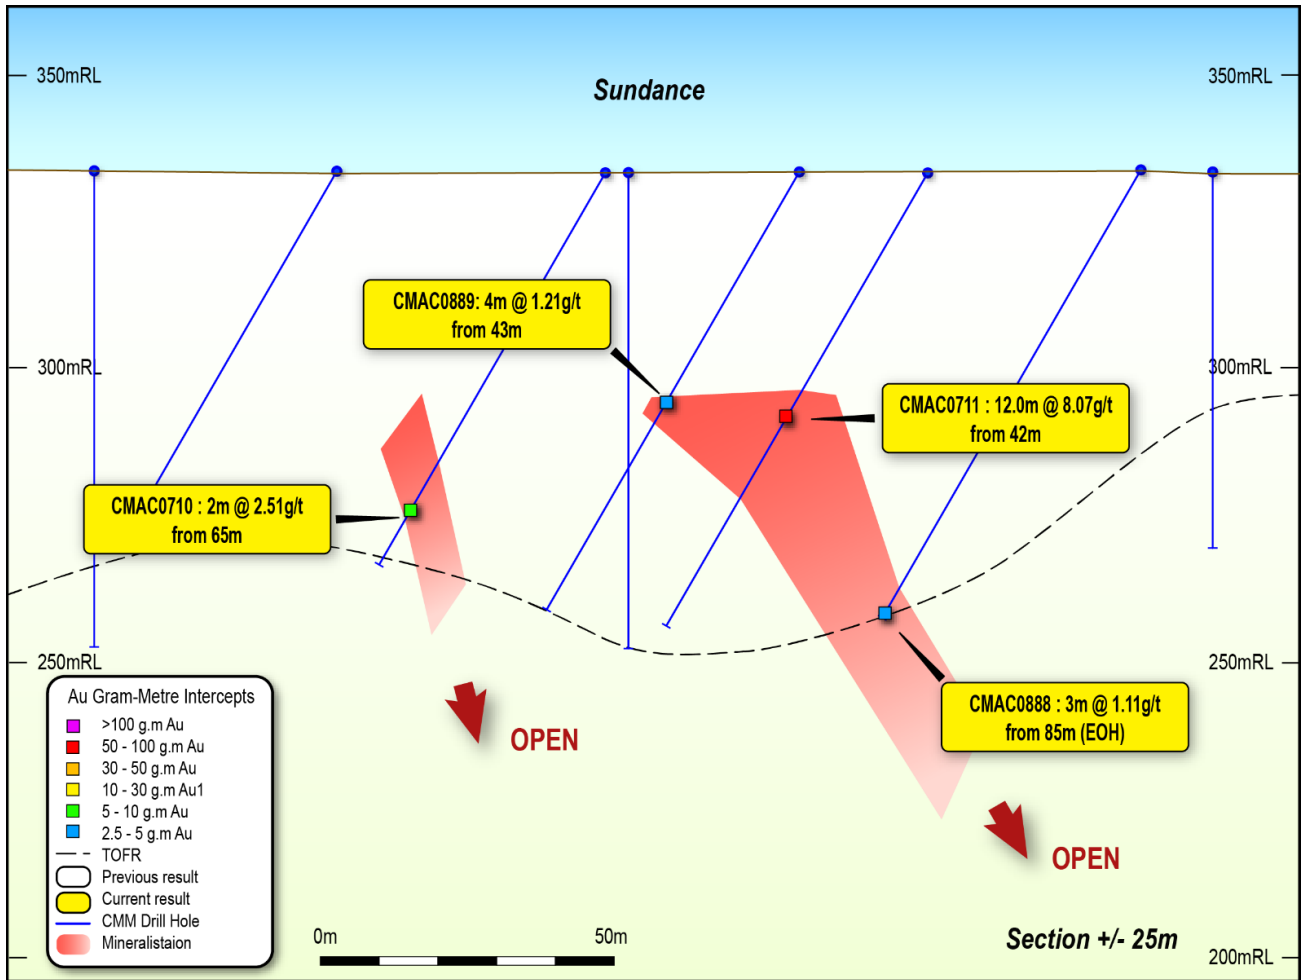 350mRL
Sundance
350mRL
CMAC0889: 4m @ 1.21g/t
from 43m
300mRL
300mRL
CMAC0711 : 12.0m @ 8.07g/t
from 42m
CMAC0710 : 2m @ 2.51g/t
from 65m
250mRL
250mRL
CMAC0888 : 3m @ 1.11g/t
from 85m (EOH)
OPEN
OPEN
Au Gram-Metre Intercepts
>100 g.m Au
50 - 100 g.m Au
30 - 50 g.m Au
10 - 30 g.m Au1
5 - 10 g.m Au
2.5 - 5 g.m Au
TOFR
Previous result
Current result
CMM Drill Hole
Mineralistaion
0m
50m
Section +/- 25m
200mRL